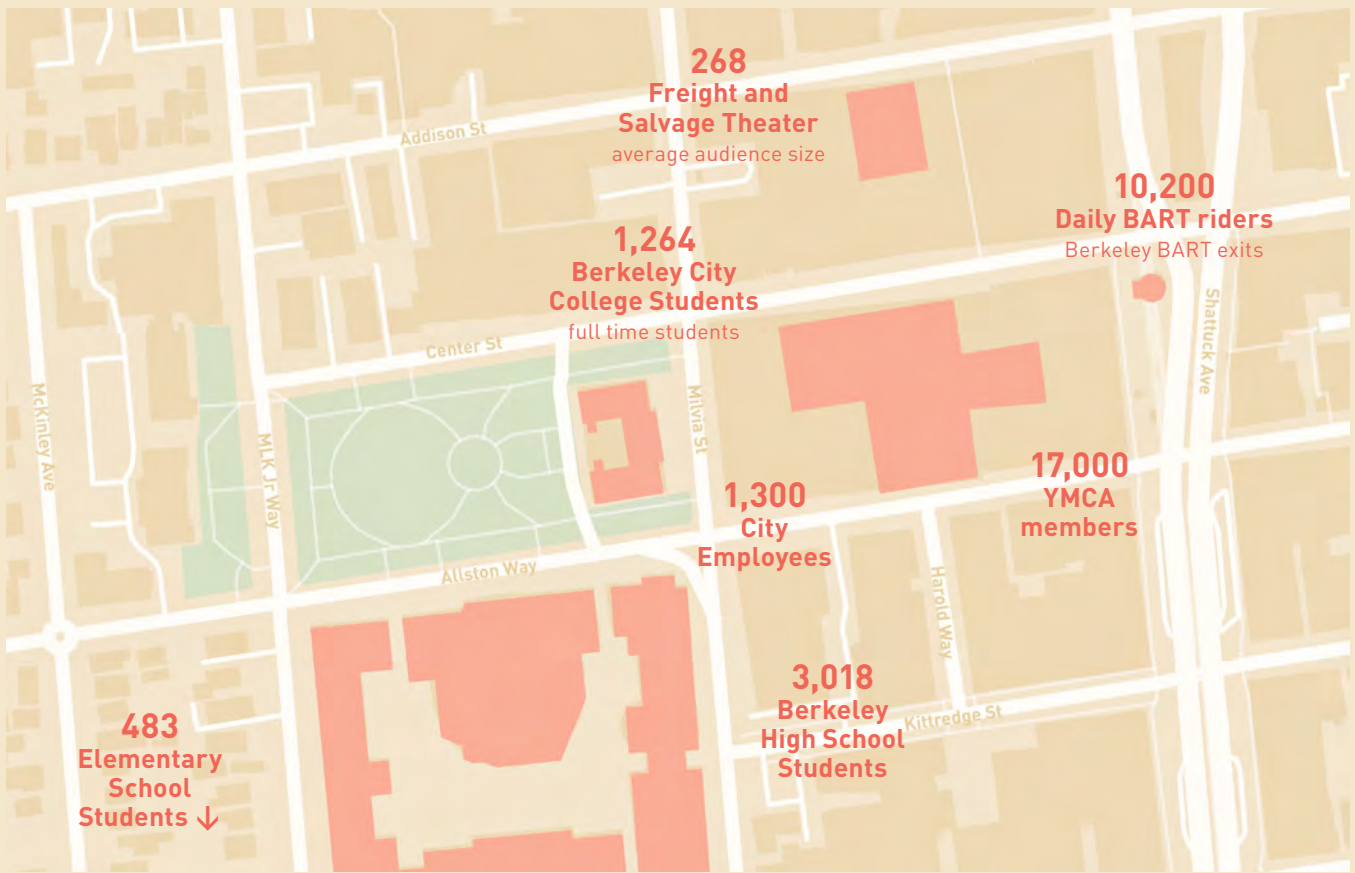 268
Freight and
Salvage Theater
average audience size
Addison St
10,200
Daily BART riders
Berkeley BART exits
1,264
Berkeley City
College Students
full time students
Center St
Shattuck Ave
McKinley Ave
MLK Jr Way
Milvia St
17,000
YMCA
members
1,300
City
Employees
Allston Way
Harold Way
3,018
Berkeley
High School
Students
Kittredge St
483
Elementary
School
Students ↓